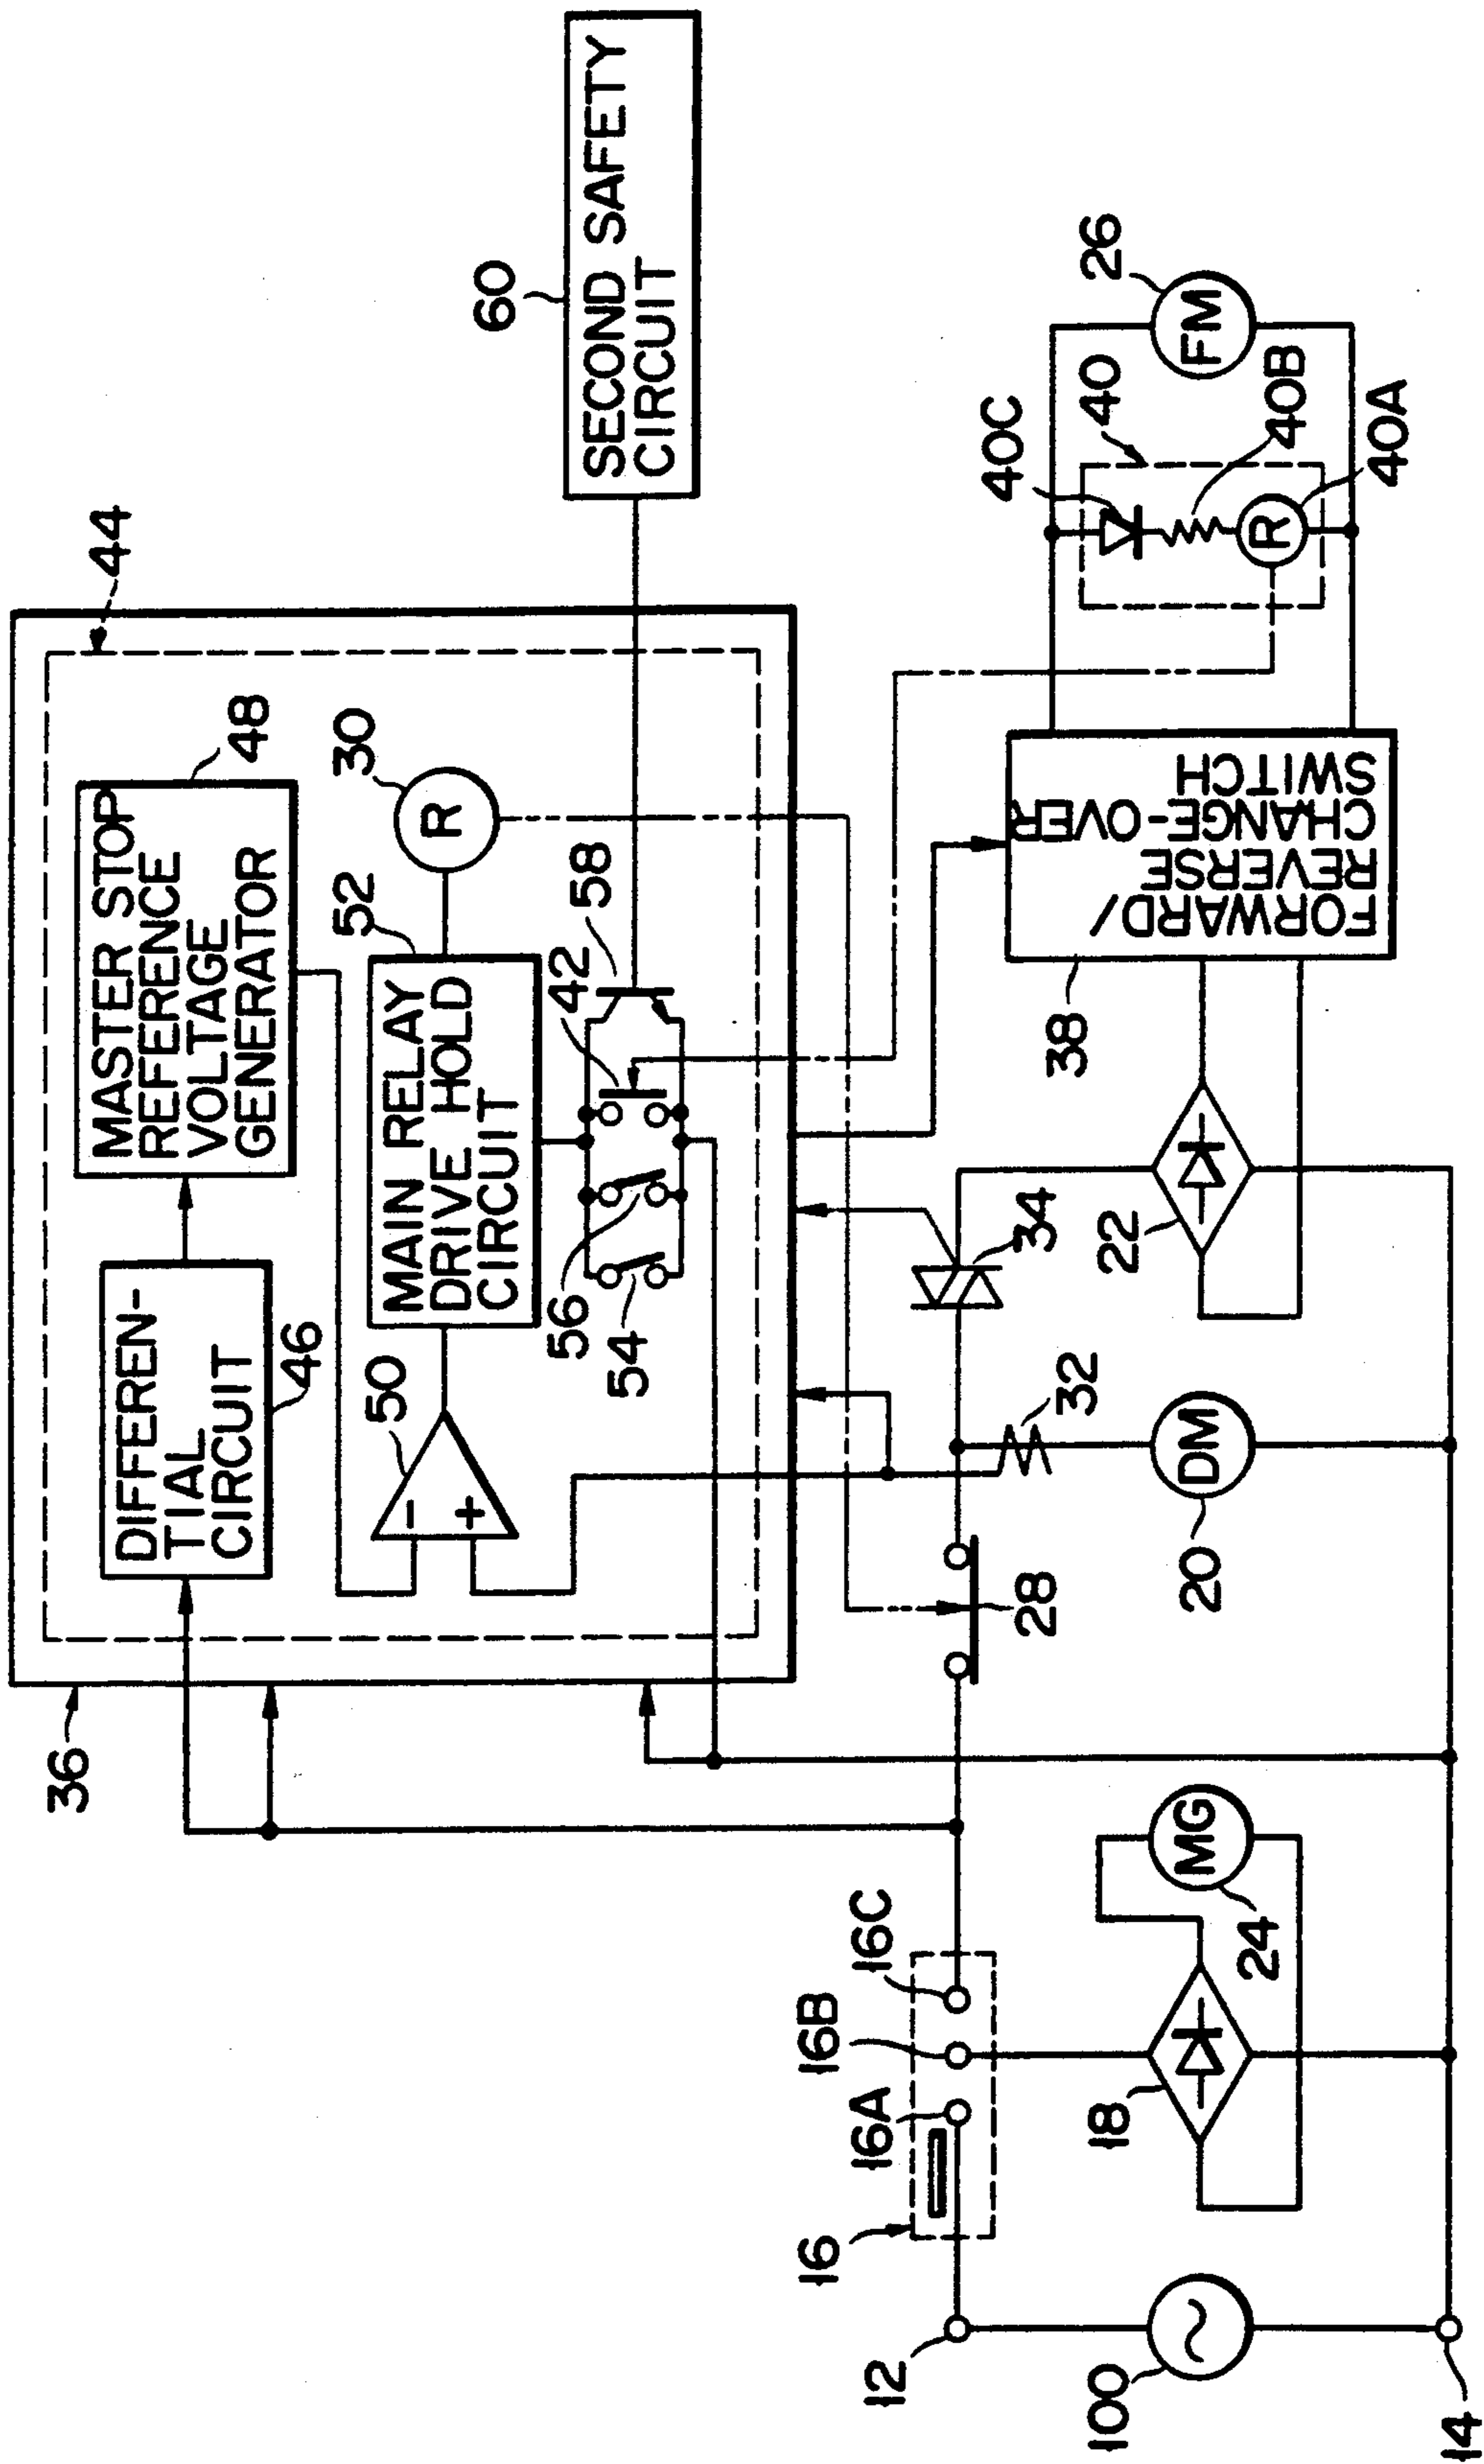 36
44
DIFFEREN-
TIAL
CIRCUIT
46
MASTER STOP
REFERENCE
VOLTAGE
GENERATOR
48
50
-
+
MAIN RELAY
DRIVE HOLD
CIRCUIT
52
30
R
54
56
42
58
60
SECOND SAFETY
CIRCUIT
12
100
14
16
16A
16B
16C
18
24
MG
28
32
20
DM
34
22
38
FORWARD/
REVERSE
CHANGE-OVER
SWITCH
40C
40
40B
40A
R
26
FM